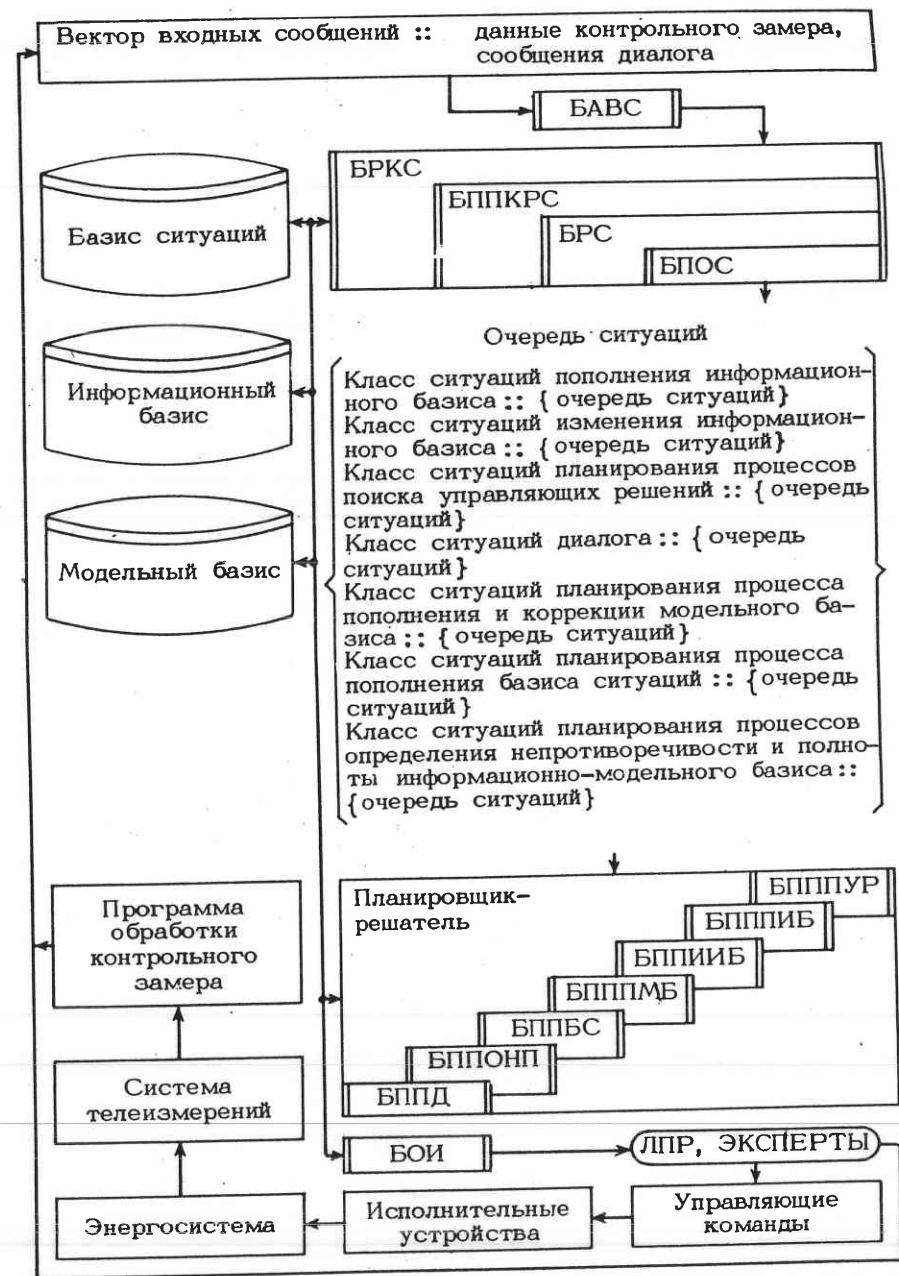 Вектор входных сообщений :: данные контрольного замера,
сообщения диалога
БАВС
БРКС
БППКРС
БРС
БПОС
Базис ситуаций
Информационный
базис
Модельный базис
Очередь ситуаций
Класс ситуаций пополнения информацион-
ного базиса :: { очередь ситуаций}
Класс ситуаций изменения информацион-
ного базиса :: {очередь ситуаций}
Класс ситуаций планирования процессов
поиска управляющих решений :: {очередь
ситуаций}
Класс ситуаций диалога :: {очередь
ситуаций}
Класс ситуаций планирования процесса
пополнения и коррекции модельного ба-
зиса :: {очередь ситуаций}
Класс ситуаций планирования процесса
пополнения базиса ситуаций :: {очередь
ситуаций}
Класс ситуаций планирования процессов
определения непротиворечивости и полно-
ты информационно-модельного базиса ::
{очередь ситуаций}
Планировщик-
решатель
БПППУР
БПППИБ
БППИИБ
БПППМБ
БППБС
БППОНП
БППД
Программа
обработки
контрольного
замера
Система
телеизмерений
Энергосистема
БОИ
ЛПР, ЭКСПЕРТЫ
Исполнительные
устройства
Управляющие
команды